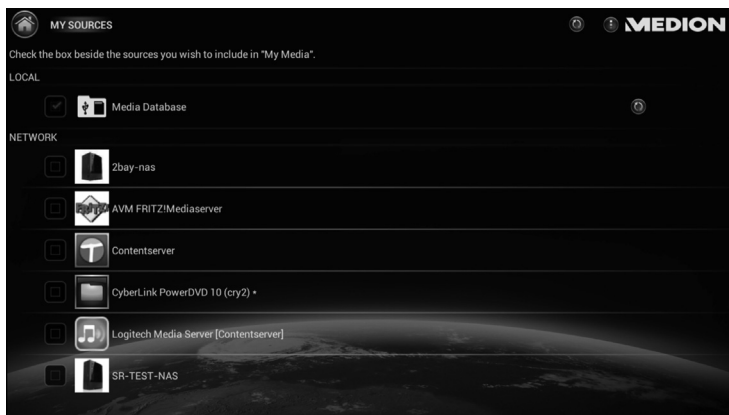 MY SOURCES
MEDION
Check the box beside the sources you wish to include in "My Media".
LOCAL
Media Database
NETWORK
2bay-nas
FRITZ!
AVM FRITZ!Mediaserver
Contentserver
CyberLink PowerDVD 10 (cry2) *
Logitech Media Server [Contentserver]
SR-TEST-NAS